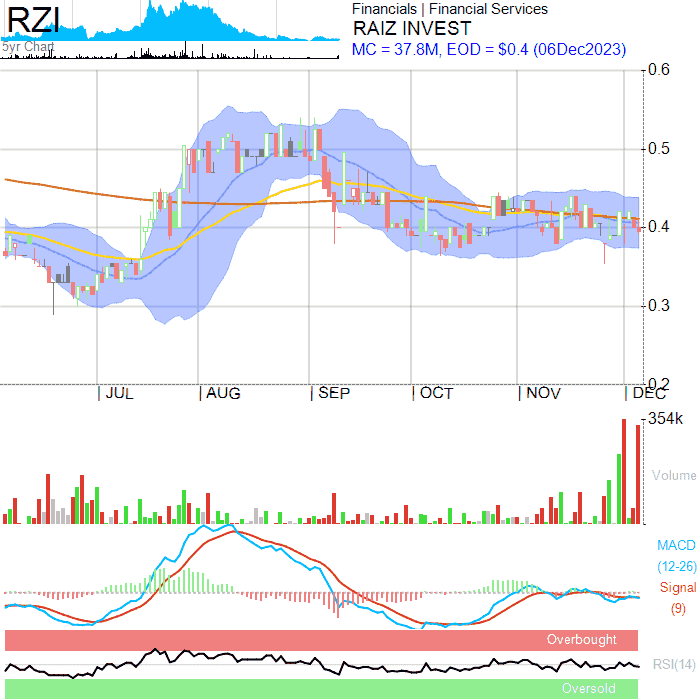 RZI
5yr Chart
Financials | Financial Services
RAIZ INVEST
MC = 37.8M, EOD = $0.4 (06Dec2023)
0.6
0.5
0.4
0.3
0.2
JUL
AUG
SEP
OCT
NOV
DEC
354k
Volume
MACD
(12-26)
Signal
(9)
Overbought
RSI(14)
Oversold